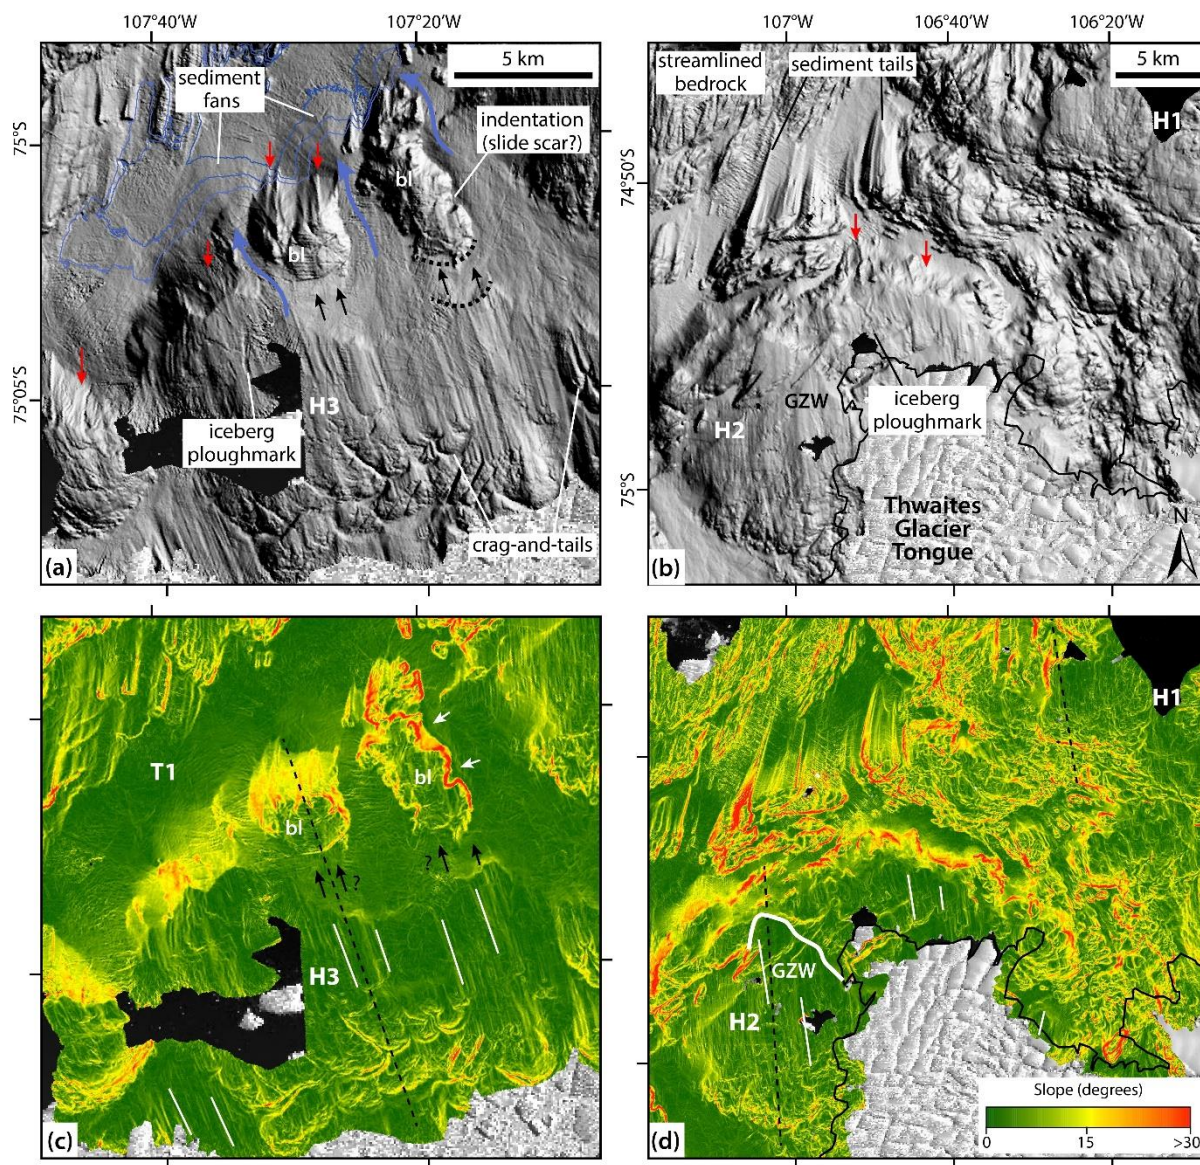 107°40'W 107°20'W
107°W 106°40'W 106°20'W
75°S
75°05'S
sediment
fans
5 km
indentation
(slide scar?)
bl
bl
H3
iceberg
ploughmark
crag-and-tails
(a)
74°50'S
75°S
streamlined
bedrock
sediment tails
5 km
H1
GZW
H2
iceberg
ploughmark
Thwaites
Glacier
Tongue
N
(b)
T1
bl
bl
?
?
H3
(c)
H1
GZW
H2
Slope (degrees)
0 15 >30
(d)